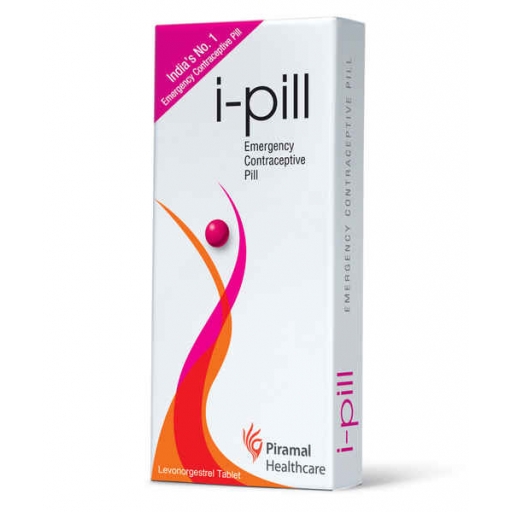 India's No. 1
Emergency Contraceptive Pill
i-pill
Emergency
Contraceptive
Pill
Piramal
Healthcare
Levonorgestrel Tablet
EMERGENCY CONTRACEPTIVE PILL
i-pill